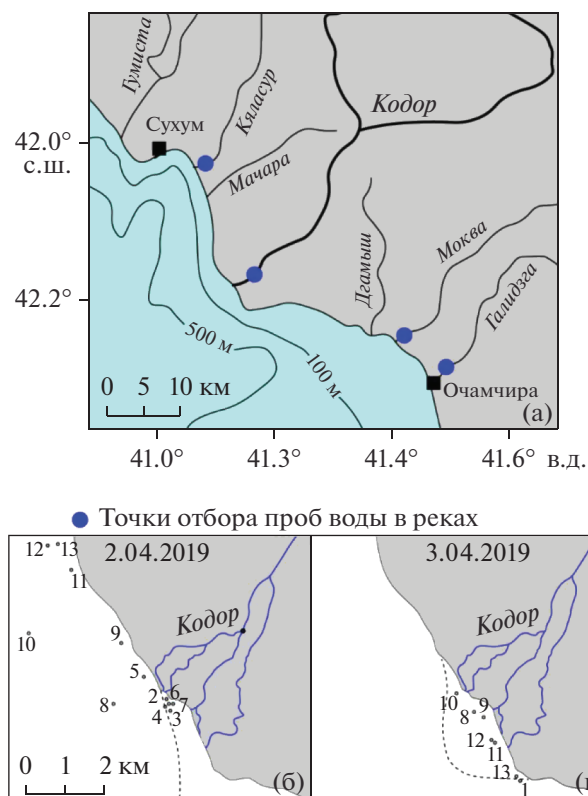 Гумиста
Кяласур
Сухум
Кодор
42.0°
с.ш.
Мачара
Дгамыш
Моква
Галидзга
42.2°
500 м
100 м
0 5 10 км
Очамчира
(а)
41.0° 41.3° 41.4° 41.6° в.д.
Точки отбора проб воды в реках
2.04.2019
12 13
11
Кодор
10
9
5
2 6
8 7
4 3
0 1 2 км
(б)
3.04.2019
Кодор
10
8 9
12 11
13
1